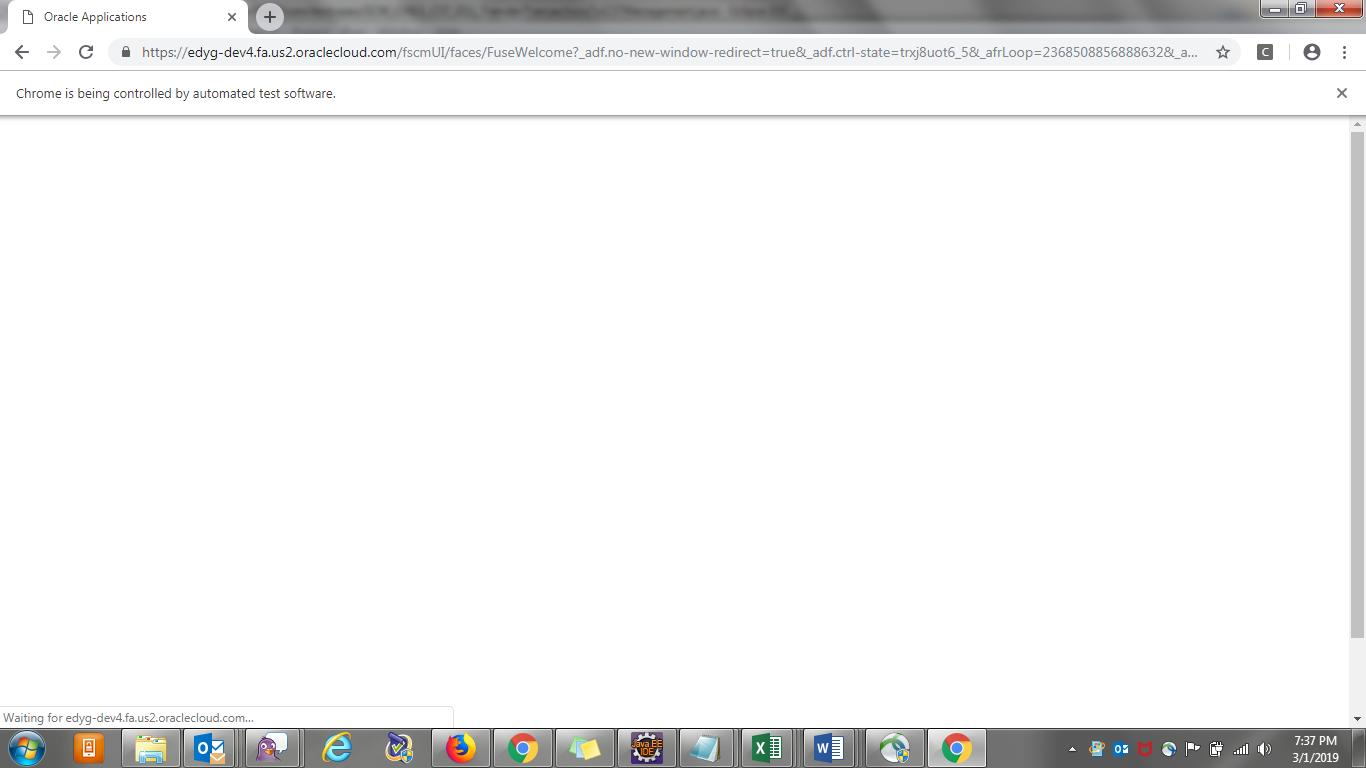 Oracle Applications
https://edyg-dev4.fa.us2.oraclecloud.com/fscmUI/faces/FuseWelcome?_adf.no-new-window-redirect=true&_adf.ctrl-state=trxj8uot6_5&_afrLoop=2368508856888632&_a...
C
Chrome is being controlled by automated test software.
Waiting for edyg-dev4.fa.us2.oraclecloud.com...
Java EE
IDE
7:37 PM
3/1/2019